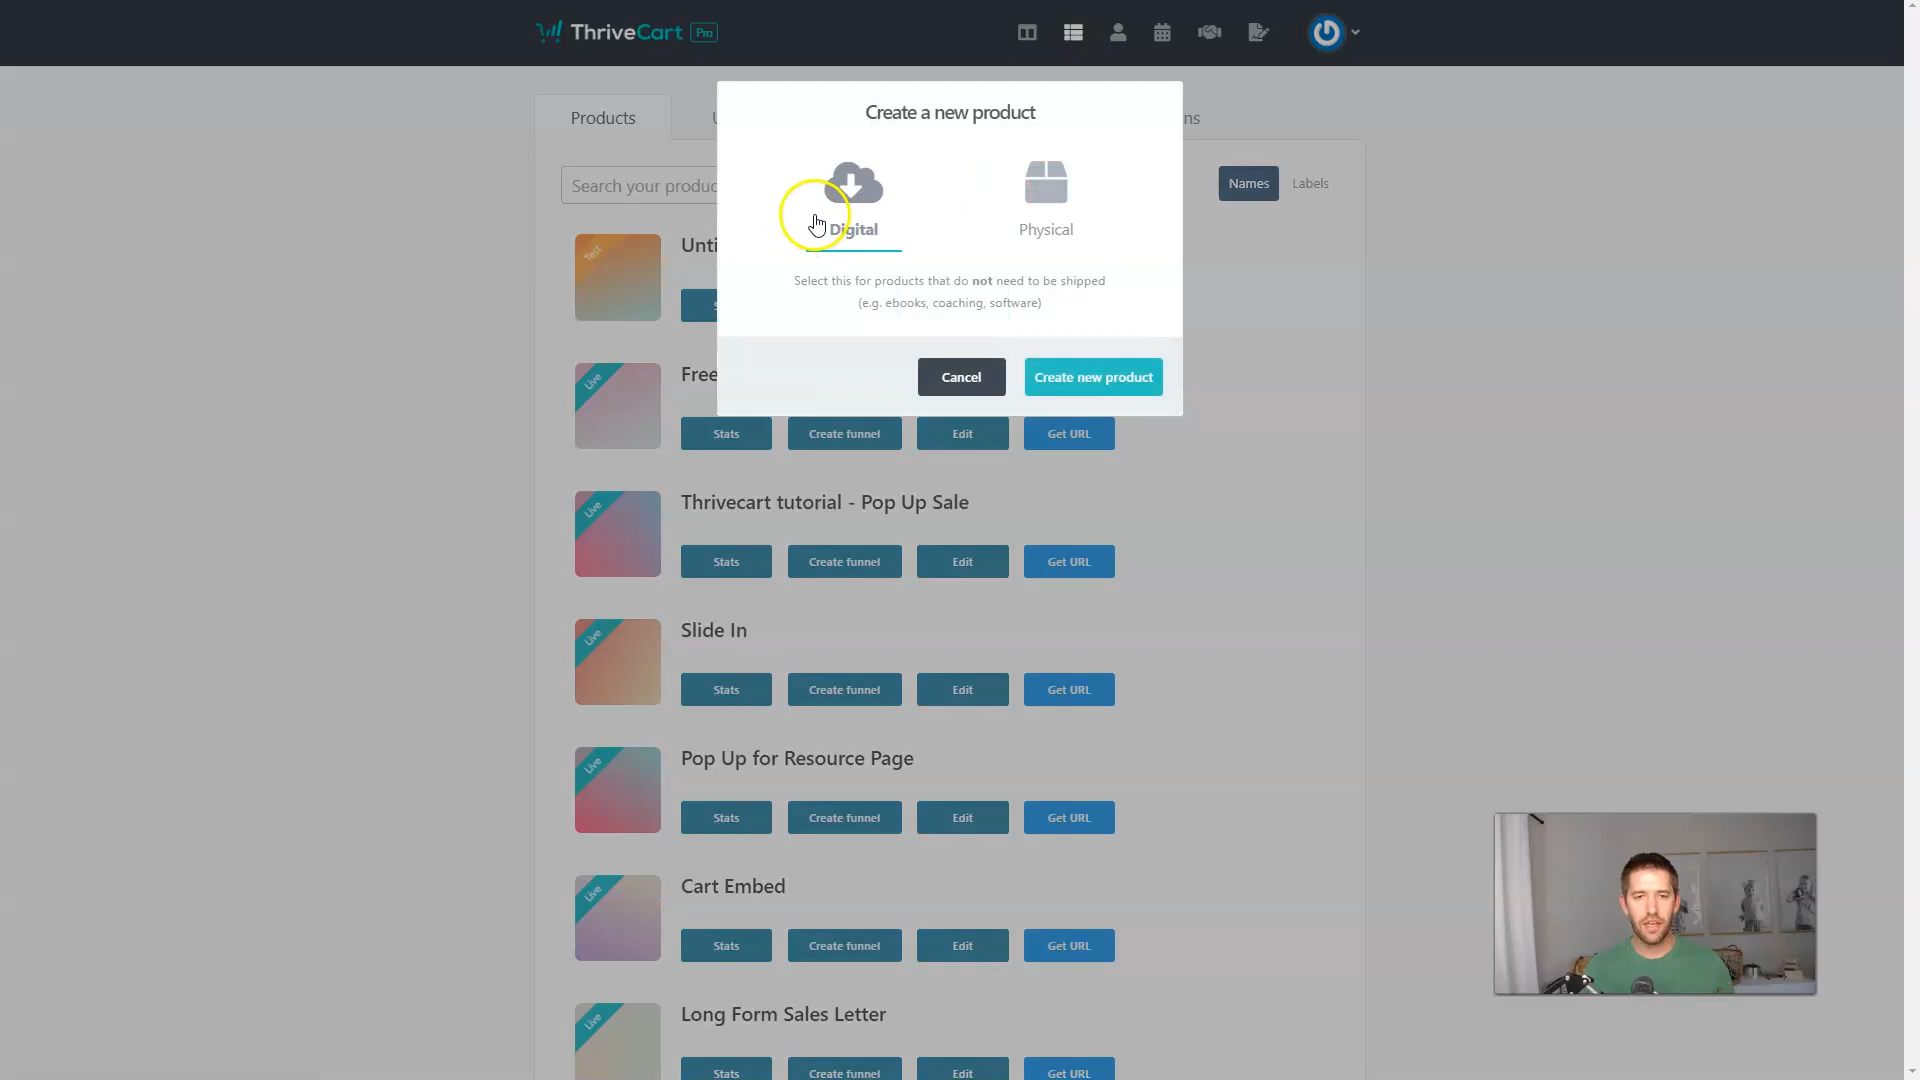 ThriveCart Pro
Create a new product
Products
ns
Search your produc
Digital
Physical
Names
Labels
Select this for products that do not need to be shipped
(e.g. ebooks, coaching, software)
Test
Unti
Cancel
Create new product
Live
Free
Stats
Create funnel
Edit
Get URL
Live
Thrivecart tutorial - Pop Up Sale
Stats
Create funnel
Edit
Get URL
Live
Slide In
Stats
Create funnel
Edit
Get URL
Live
Pop Up for Resource Page
Stats
Create funnel
Edit
Get URL
Live
Cart Embed
Stats
Create funnel
Edit
Get URL
Live
Long Form Sales Letter
Stats
Create funnel
Edit
Get URL